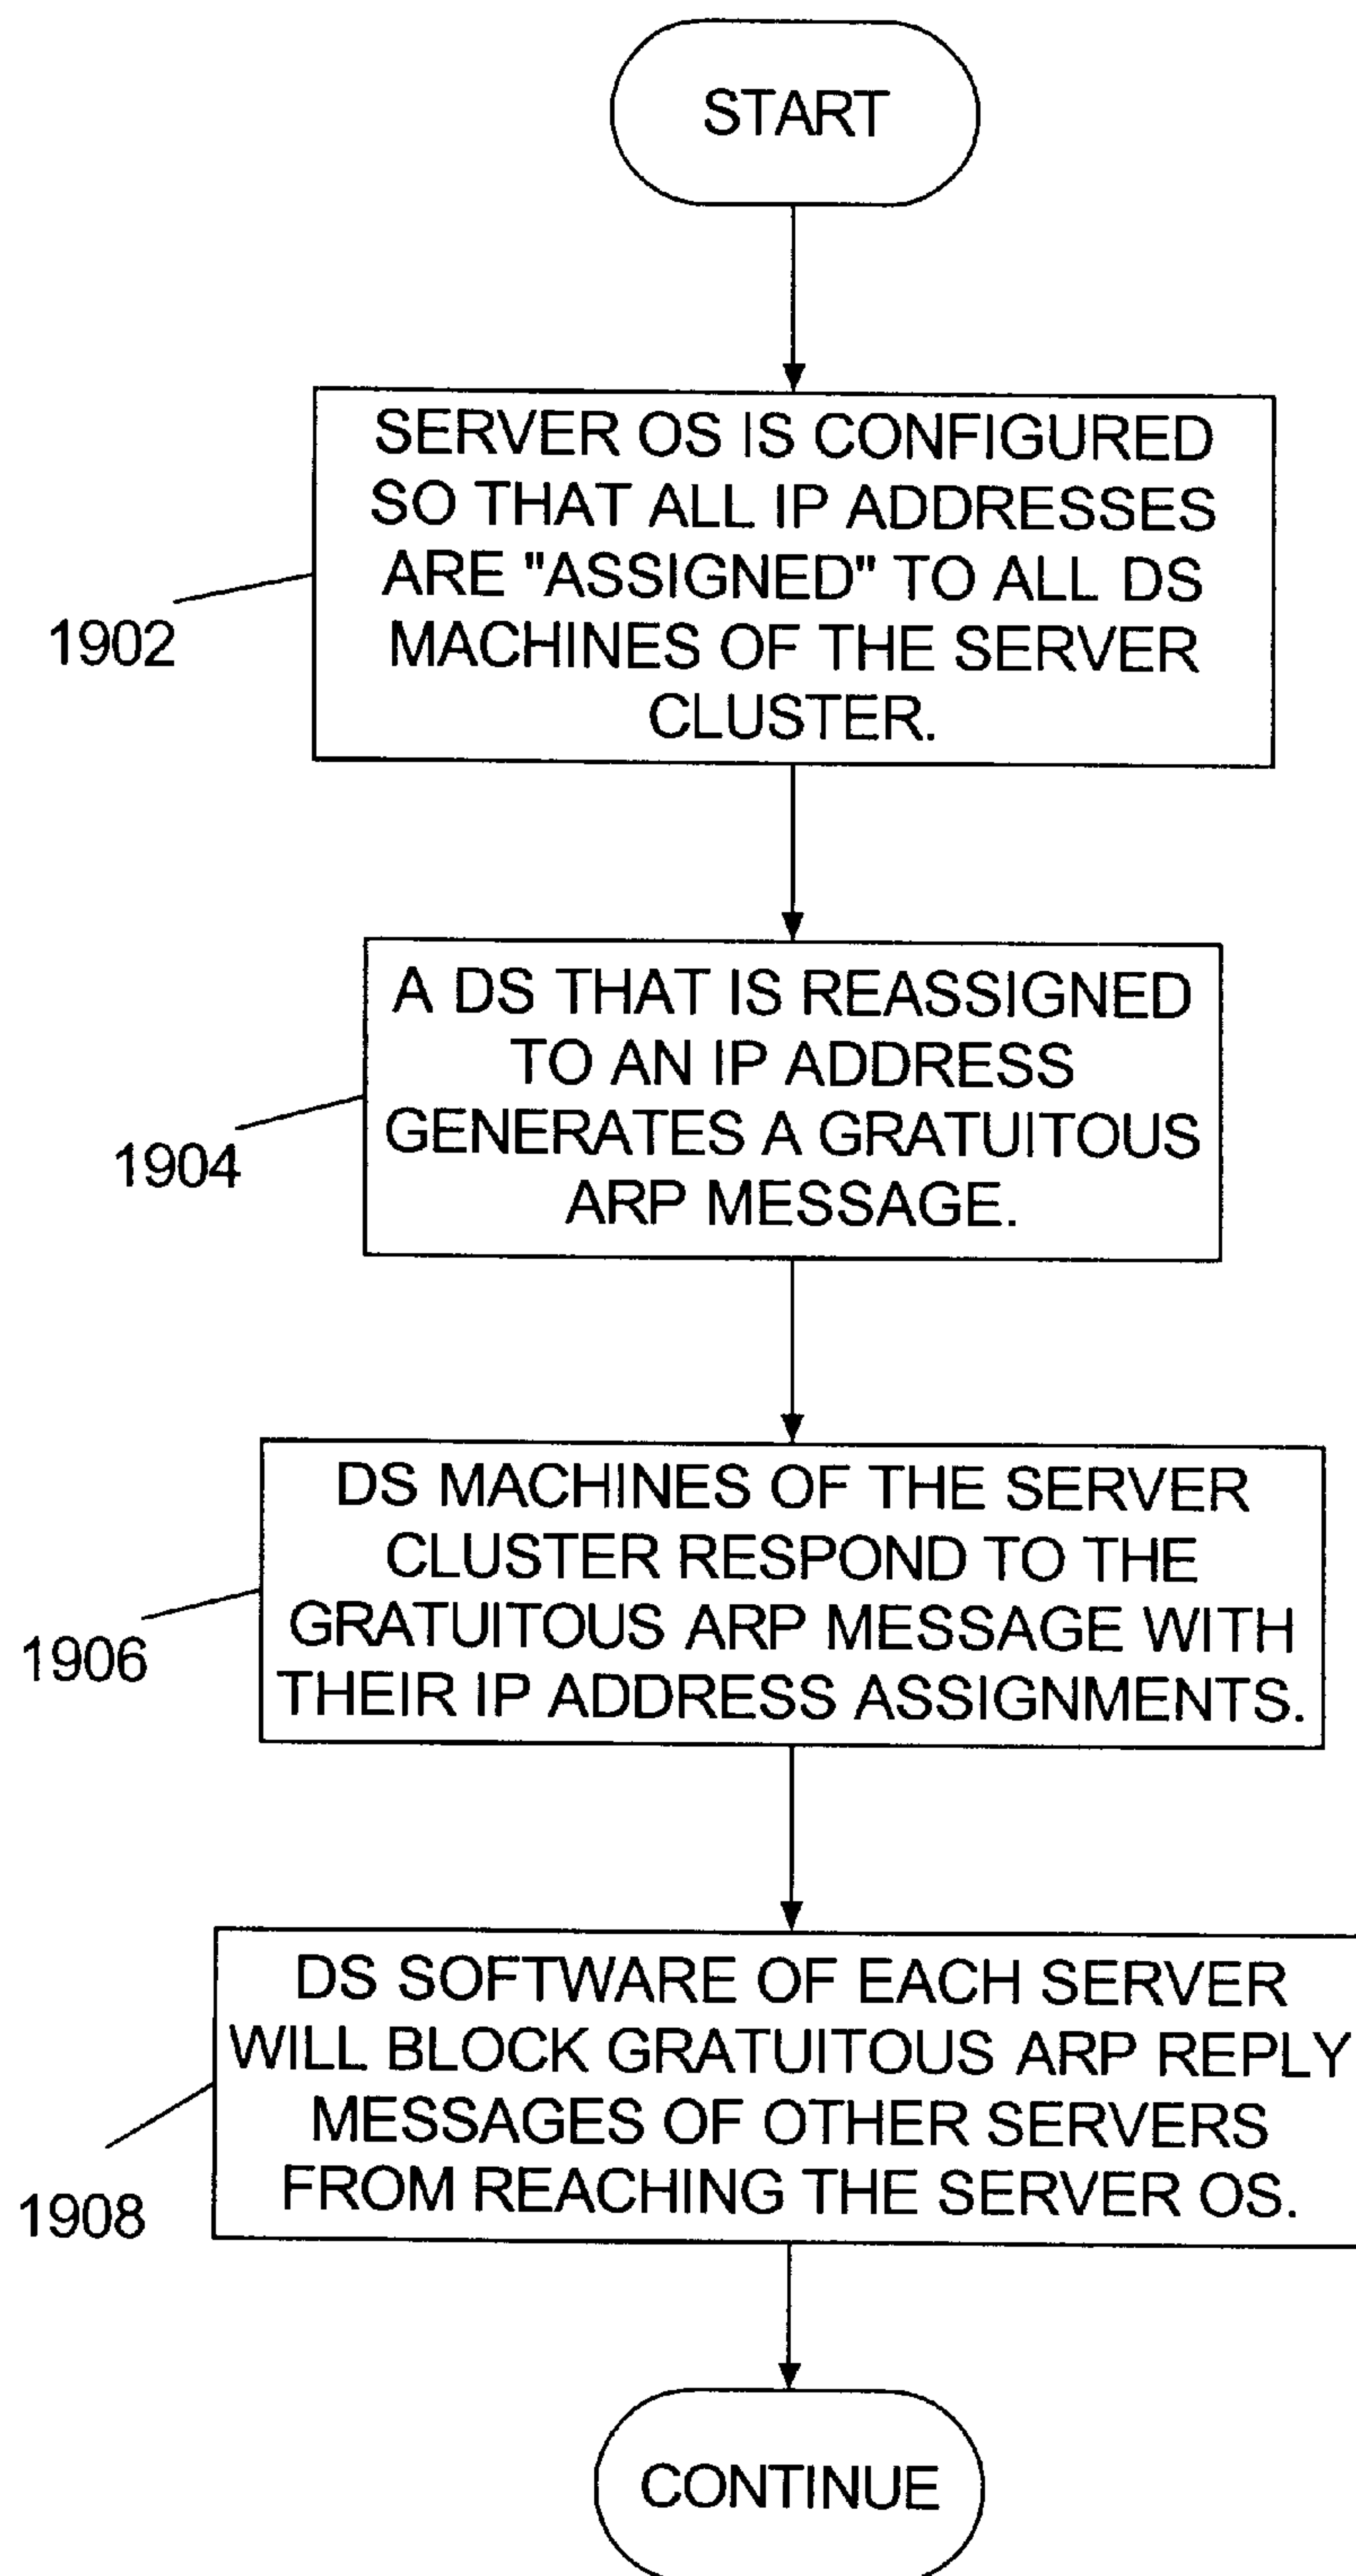 START
SERVER OS IS CONFIGURED
SO THAT ALL IP ADDRESSES
ARE "ASSIGNED" TO ALL DS
MACHINES OF THE SERVER
CLUSTER.
1902
A DS THAT IS REASSIGNED
TO AN IP ADDRESS
GENERATES A GRATUITOUS
ARP MESSAGE.
1904
DS MACHINES OF THE SERVER
CLUSTER RESPOND TO THE
GRATUITOUS ARP MESSAGE WITH
THEIR IP ADDRESS ASSIGNMENTS.
1906
DS SOFTWARE OF EACH SERVER
WILL BLOCK GRATUITOUS ARP REPLY
MESSAGES OF OTHER SERVERS
FROM REACHING THE SERVER OS.
1908
CONTINUE